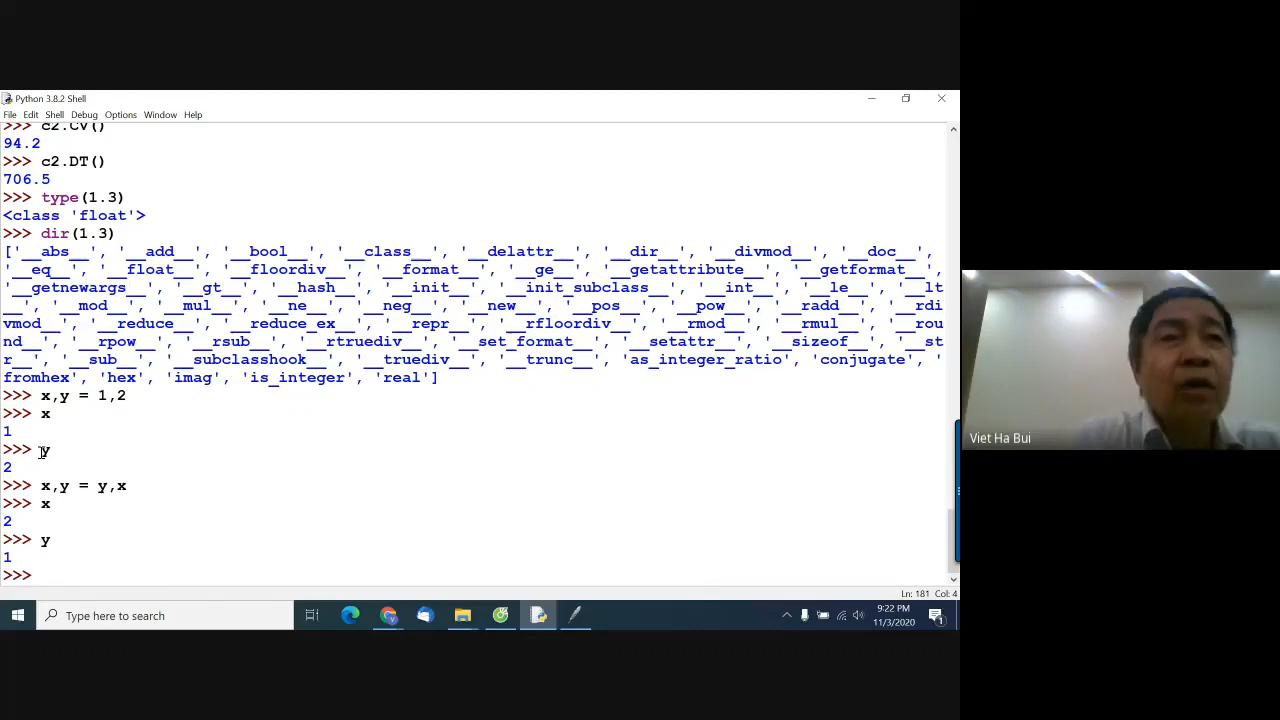 Python 3.8.2 Shell
File Edit Shell Debug Options Window Help
>>> c2.CV()
94.2
>>> c2.DT()
706.5
>>> type(1.3)
<class 'float'>
>>> dir(1.3)
['__abs__', '__add__', '__bool__', '__class__', '__delattr__', '__dir__', '__divmod__', '__doc__',
'__eq__', '__float__', '__floordiv__', '__format__', '__ge__', '__getattribute__', '__getformat__',
'__getnewargs__', '__gt__', '__hash__', '__init__', '__init_subclass__', '__int__', '__le__', '__lt
__', '__mod__', '__mul__', '__ne__', '__neg__', '__new__', '__pos__', '__pow__', '__radd__', '__rdi
vmod__', '__reduce__', '__reduce_ex__', '__repr__', '__rfloordiv__', '__rmod__', '__rmul__', '__rou
nd__', '__rpow__', '__rsub__', '__rtruediv__', '__set_format__', '__setattr__', '__sizeof__', '__st
r__', '__sub__', '__subclasshook__', '__truediv__', '__trunc__', 'as_integer_ratio', 'conjugate', '
fromhex', 'hex', 'imag', 'is_integer', 'real']
>>> x,y = 1,2
>>> x
1
>>> y
2
>>> x,y = y,x
>>> x
2
>>> y
1
>>>
Ln: 181 Col: 4
Type here to search
9:22 PM
11/3/2020
1
Viet Ha Bui